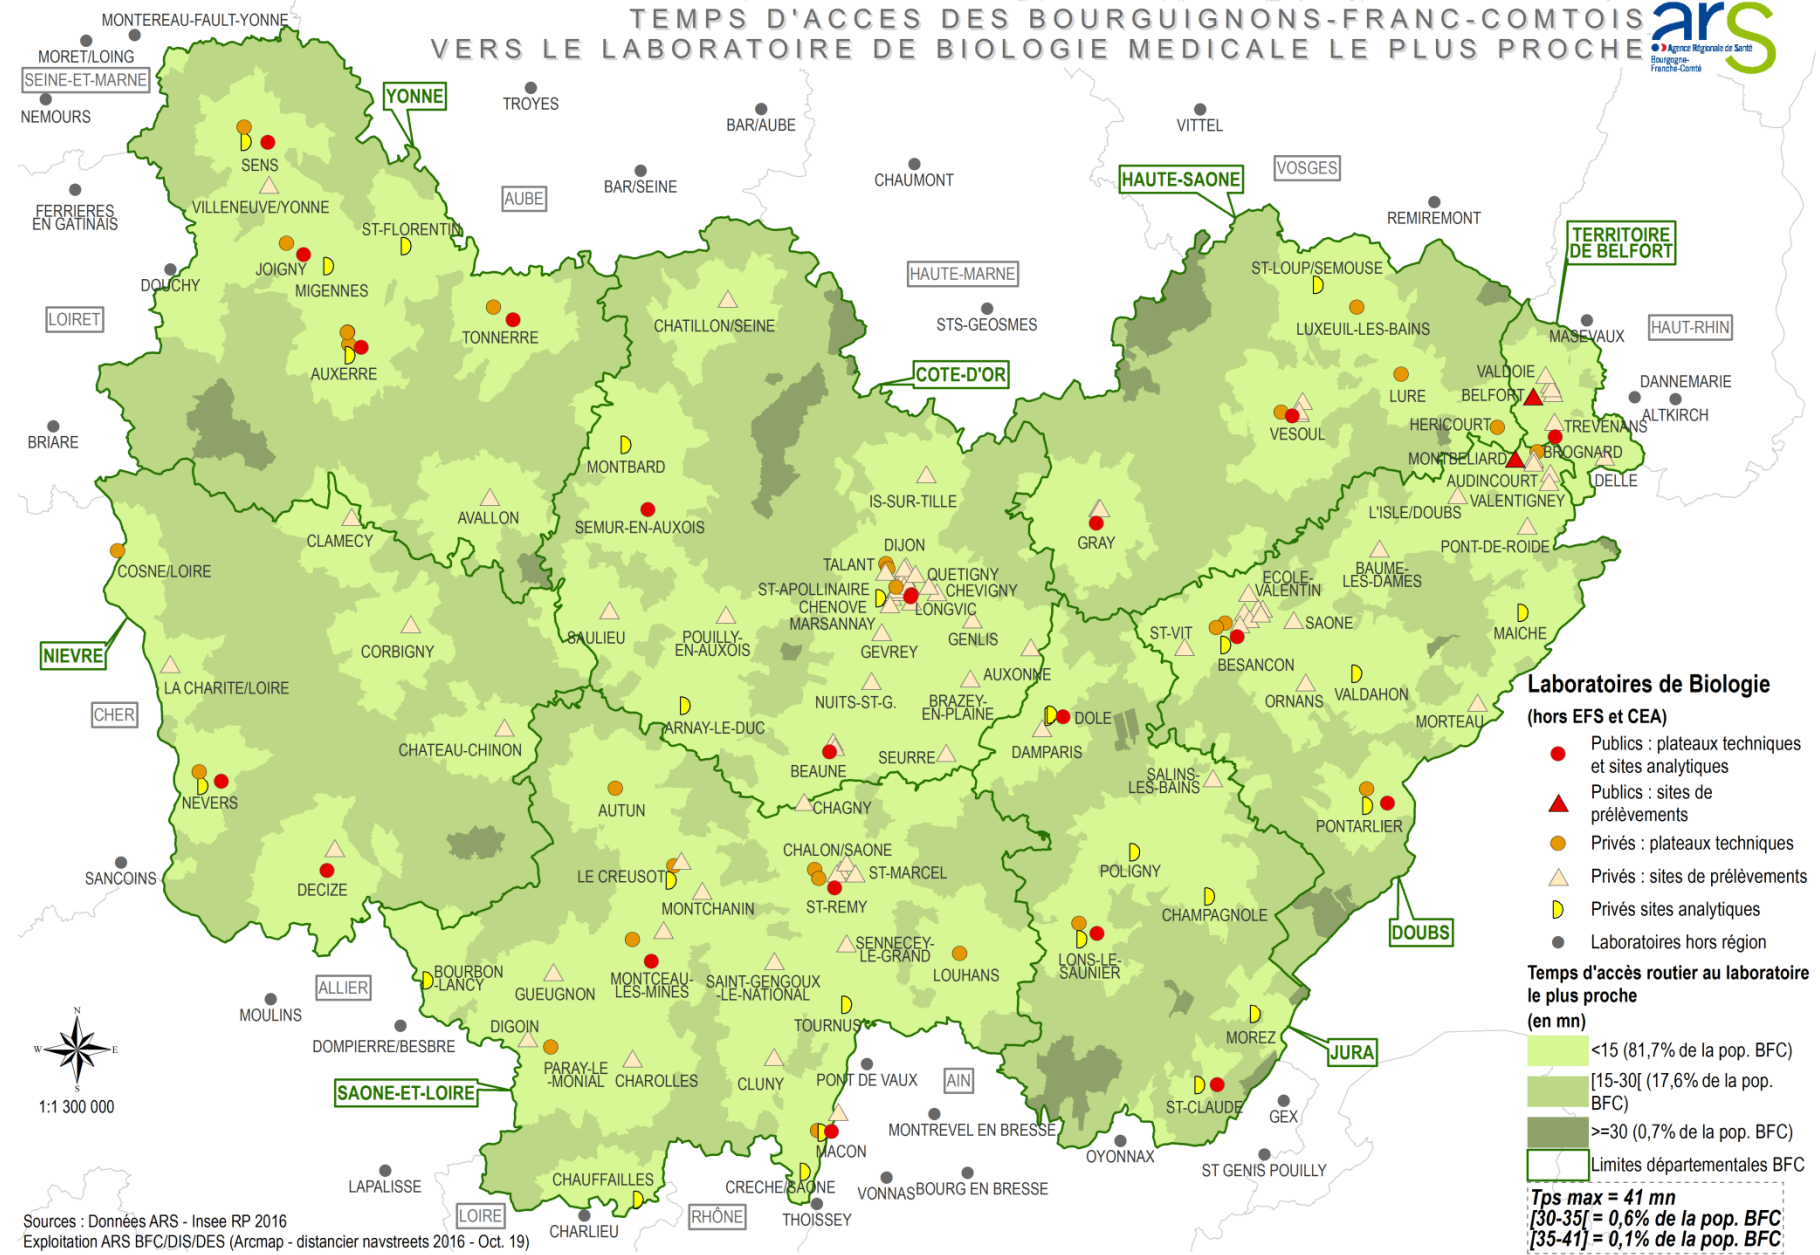 TEMPS D'ACCES DES BOURGUIGNONS-FRANC-COMTOIS
VERS LE LABORATOIRE DE BIOLOGIE MEDICALE LE PLUS PROCHE
ars
Agence Régionale de Santé
Bourgogne-
Franche-Comté
MONTEREAU-FAULT-YONNE
MORET/LOING
SEINE-ET-MARNE
NEMOURS
YONNE
TROYES
BAR/AUBE
VITTEL
SENS
CHAUMONT
VOSGES
HAUTE-SAONE
BAR/SEINE
AUBE
VILLENEUVE/YONNE
FERRIERES
EN GATINAIS
ST-FLORENTIN
REMIREMONT
TERRITOIRE
DE BELFORT
JOIGNY
MIGENNES
DOUCHY
HAUTE-MARNE
ST-LOUP/SEMOUSE
LOIRET
TONNERRE
CHATILLON/SEINE
STS-GEOSMES
LUXEUIL-LES-BAINS
MASEVAUX
HAUT-RHIN
AUXERRE
COTE-D'OR
VALDOIE
BELFORT
LURE
DANNEMARIE
ALTKIRCH
BRIARE
VESOUL
HERICOURT
TREVENANS
MONTBARD
MONTBELIARD
BROGNARD
AUDINCOURT
DELLE
VALENTIGNEY
IS-SUR-TILLE
L'ISLE/DOUBS
AVALLON
SEMUR-EN-AUXOIS
CLAMECY
GRAY
PONT-DE-ROIDE
DIJON
TALANT
COSNE/LOIRE
QUETIGNY
BAUME-
LES-DAMES
ECOLE-
VALENTIN
ST-APOLLINAIRE
CHEVIGNY
CHENOVE
LONGVIC
MARSANNAY
SAULIEU
POUILLY-
EN-AUXOIS
GENLIS
ST-VIT
SAONE
MAICHE
NIEVRE
CORBIGNY
GEVREY
BESANCON
AUXONNE
LA CHARITE/LOIRE
NUITS-ST-G.
BRAZEY-
EN-PLAINE
ORNANS
VALDAHON
CHER
ARNAY-LE-DUC
DOLE
MORTEAU
CHATEAU-CHINON
DAMPARIS
BEAUNE
SEURRE
SALINS-
LES-BAINS
NEVERS
AUTUN
CHAGNY
PONTARLIER
CHALON/SAONE
ST-MARCEL
LE CREUSOT
POLIGNY
SANCOINS
DECIZE
MONTCHANIN
ST-REMY
CHAMPAGNOLE
DOUBS
SENNECEY-
LE-GRAND
LONS-LE-
SAUNIER
LOUHANS
BOURBON
-LANCY
GUEUGNON
MONTCEAU-
LES-MINES
SAINT-GENGOUX
-LE-NATIONAL
ALLIER
MOULINS
TOURNUS
DIGOIN
MOREZ
DOMPIERRE/BESBRE
JURA
PARAY-LE
-MONIAL
CHAROLLES
CLUNY
PONT DE VAUX
AIN
SAONE-ET-LOIRE
ST-CLAUDE
GEX
MONTREVEL EN BRESSE
MACON
OYONNAX
ST GENIS POUILLY
LAPALISSE
CHAUFFAILLES
CRECHE/SAONE
VONNAS
BOURG EN BRESSE
LOIRE
CHARLIEU
RHÔNE
THOISSEY
N
W
E
S
1:1 300 000
Sources : Données ARS - Insee RP 2016
Exploitation ARS BFC/DIS/DES (Arcmap - distancier navstreets 2016 - Oct. 19)
Laboratoires de Biologie
(hors EFS et CEA)
Publics : plateaux techniques
et sites analytiques
Publics : sites de
prélèvements
Privés : plateaux techniques
Privés : sites de prélèvements
Privés sites analytiques
Laboratoires hors région
Temps d'accès routier au laboratoire
le plus proche
(en mn)
<15 (81,7% de la pop. BFC)
[15-30[ (17,6% de la pop.
BFC)
>=30 (0,7% de la pop. BFC)
Limites départementales BFC
Tps max = 41 mn
[30-35[ = 0,6% de la pop. BFC
[35-41] = 0,1% de la pop. BFC